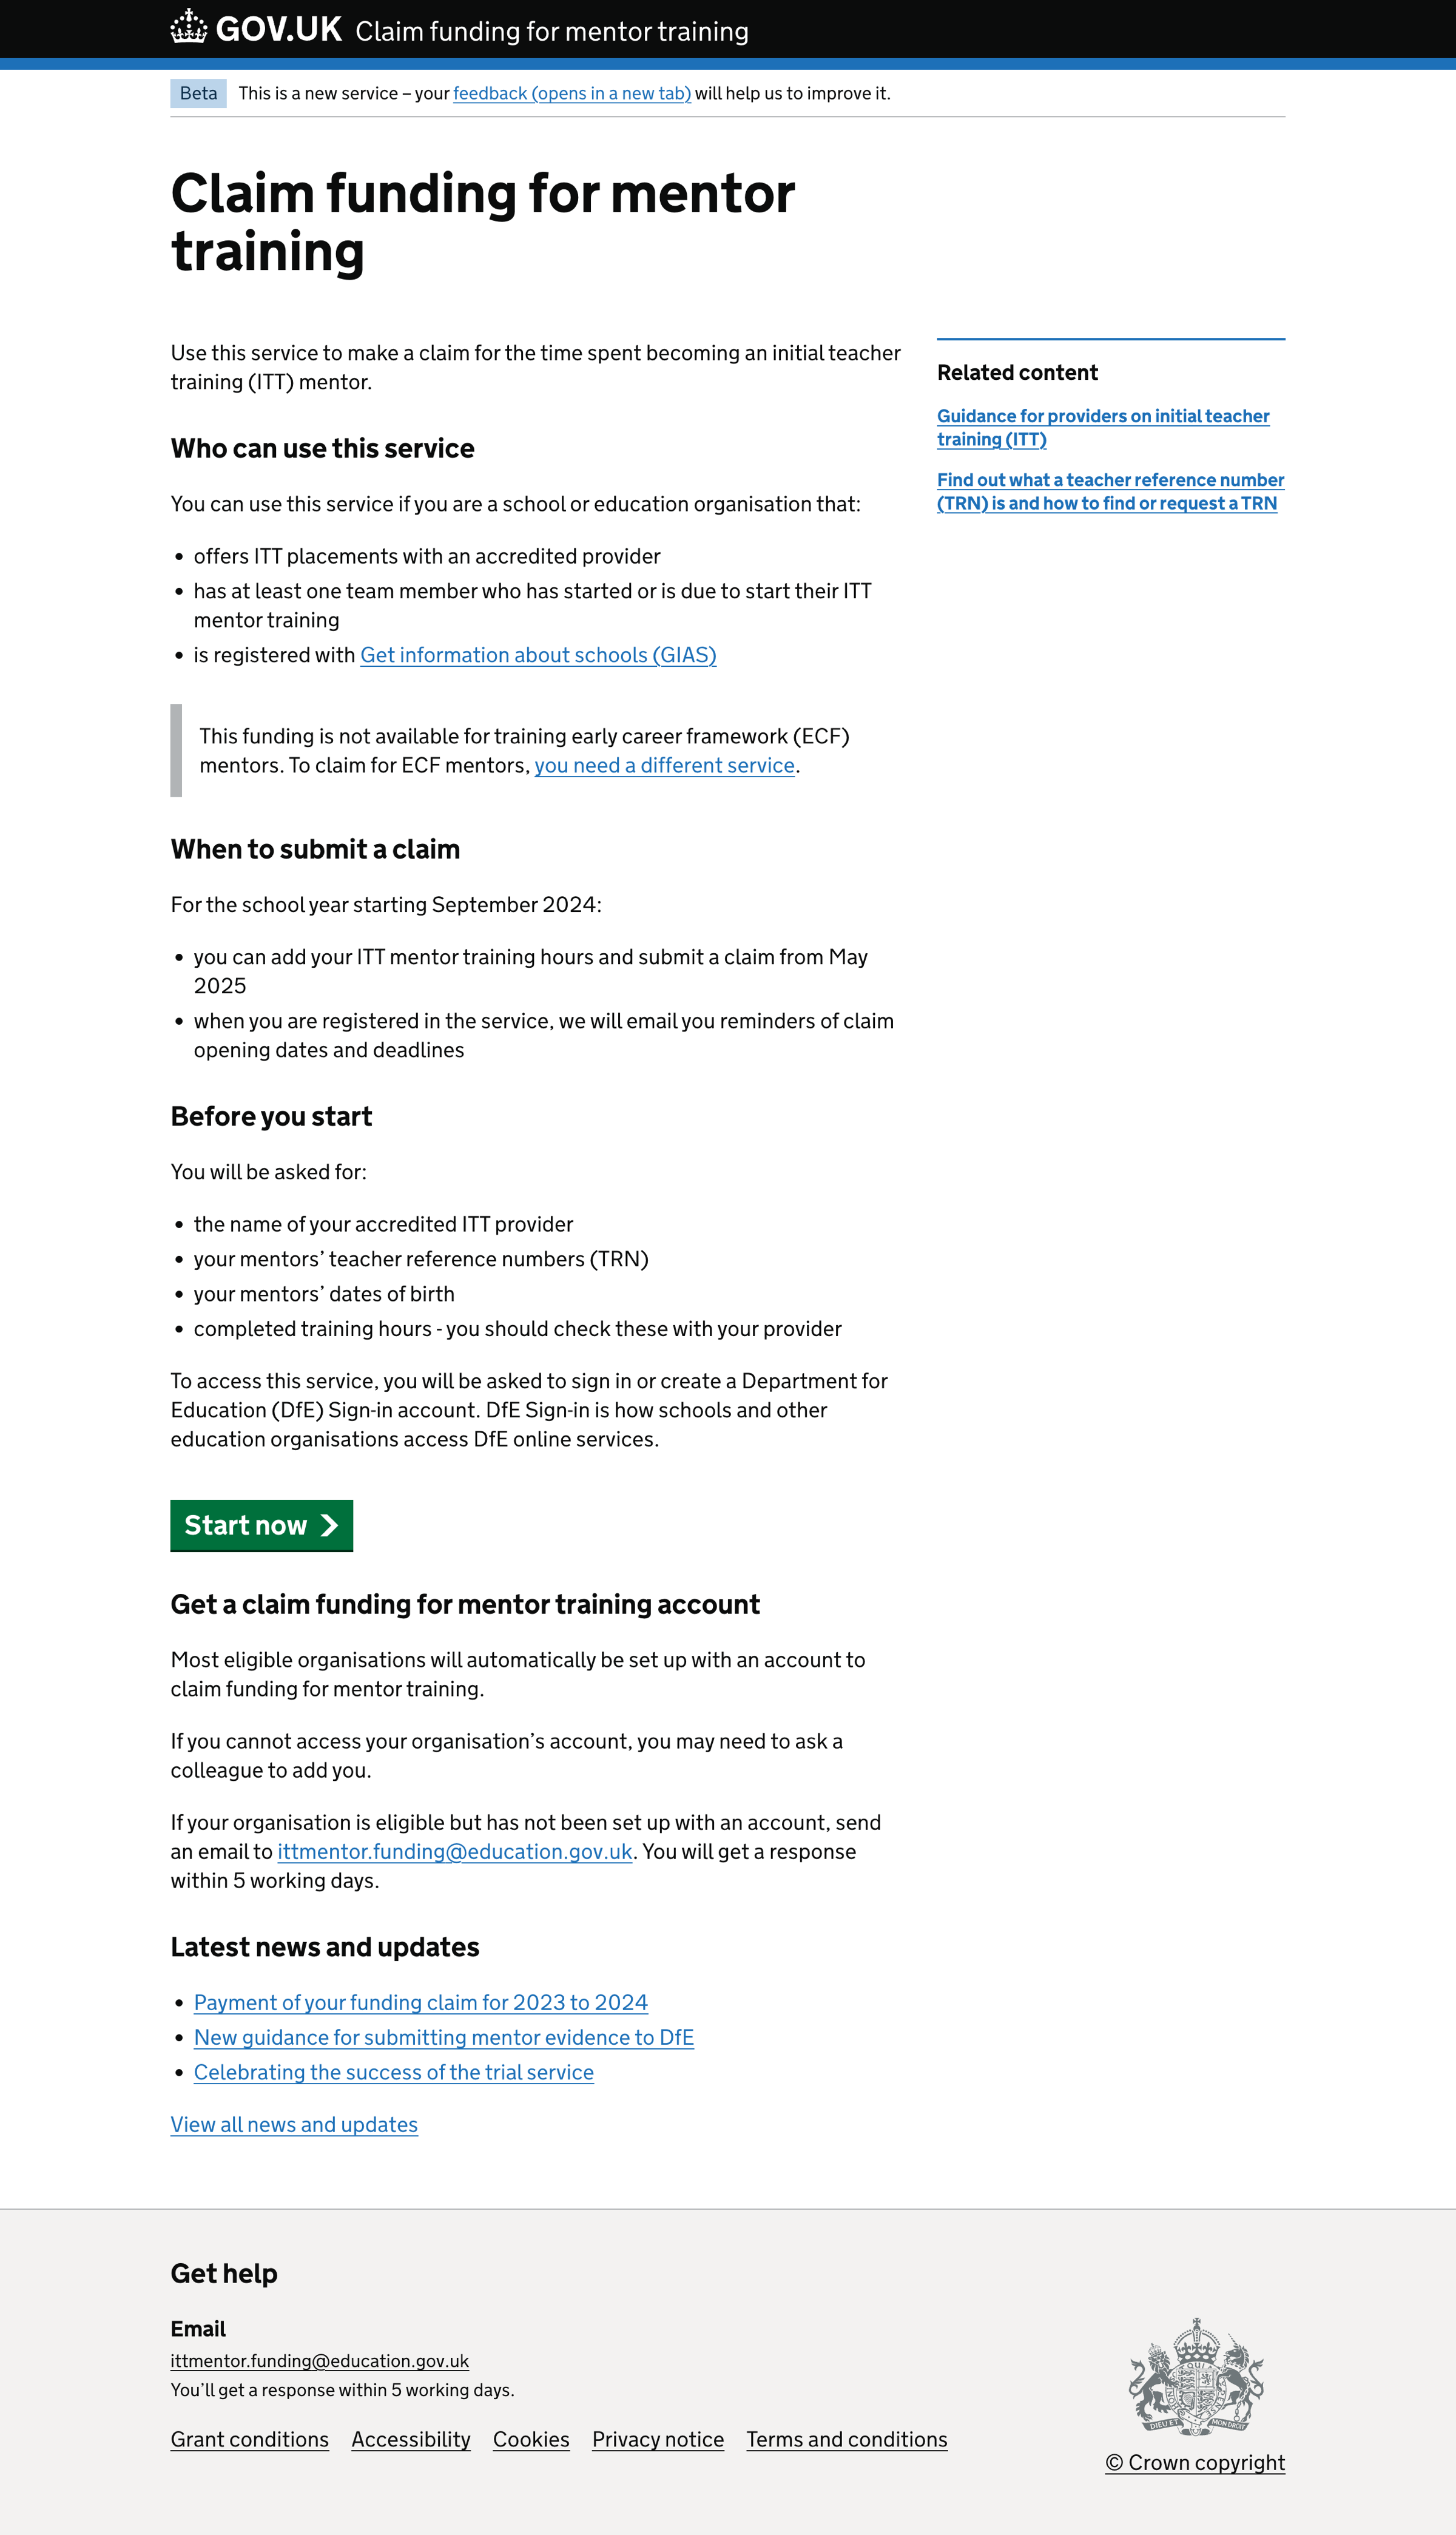 GOV.UK Claim funding for mentor training
Beta This is a new service – your feedback (opens in a new tab) will help us to improve it.
Claim funding for mentor
training
Use this service to make a claim for the time spent becoming an initial teacher
training (ITT) mentor.
Who can use this service
You can use this service if you are a school or education organisation that:
• offers ITT placements with an accredited provider
• has at least one team member who has started or is due to start their ITT
mentor training
• is registered with Get information about schools (GIAS)
This funding is not available for training early career framework (ECF)
mentors. To claim for ECF mentors, you need a different service.
When to submit a claim
For the school year starting September 2024:
• you can add your ITT mentor training hours and submit a claim from May
2025
• when you are registered in the service, we will email you reminders of claim
opening dates and deadlines
Before you start
You will be asked for:
• the name of your accredited ITT provider
• your mentors’ teacher reference numbers (TRN)
• your mentors’ dates of birth
• completed training hours - you should check these with your provider
To access this service, you will be asked to sign in or create a Department for
Education (DfE) Sign-in account. DfE Sign-in is how schools and other
education organisations access DfE online services.
Start now
Get a claim funding for mentor training account
Most eligible organisations will automatically be set up with an account to
claim funding for mentor training.
If you cannot access your organisation’s account, you may need to ask a
colleague to add you.
If your organisation is eligible but has not been set up with an account, send
an email to ittmentor.funding@education.gov.uk. You will get a response
within 5 working days.
Latest news and updates
• Payment of your funding claim for 2023 to 2024
• New guidance for submitting mentor evidence to DfE
• Celebrating the success of the trial service
View all news and updates
Related content
Guidance for providers on initial teacher
training (ITT)
Find out what a teacher reference number
(TRN) is and how to find or request a TRN
Get help
Email
ittmentor.funding@education.gov.uk
You’ll get a response within 5 working days.
Grant conditions Accessibility Cookies Privacy notice Terms and conditions
DIEU ET MON DROIT
© Crown copyright